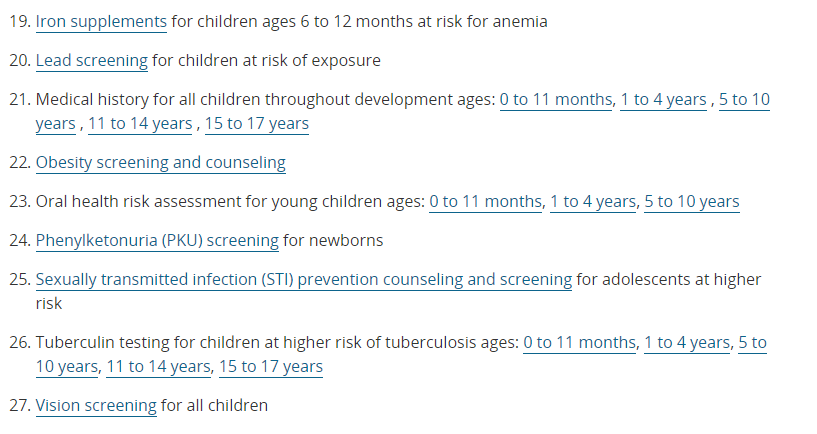 19. Iron supplements for children ages 6 to 12 months at risk for anemia
20. Lead screening for children at risk of exposure
21. Medical history for all children throughout development ages: 0 to 11 months, 1 to 4 years , 5 to 10
years , 11 to 14 years , 15 to 17 years
22. Obesity screening and counseling
23. Oral health risk assessment for young children ages: 0 to 11 months, 1 to 4 years, 5 to 10 years
24. Phenylketonuria (PKU) screening for newborns
25. Sexually transmitted infection (STI) prevention counseling and screening for adolescents at higher
risk
26. Tuberculin testing for children at higher risk of tuberculosis ages: 0 to 11 months, 1 to 4 years, 5 to
10 years, 11 to 14 years, 15 to 17 years
27. Vision screening for all children